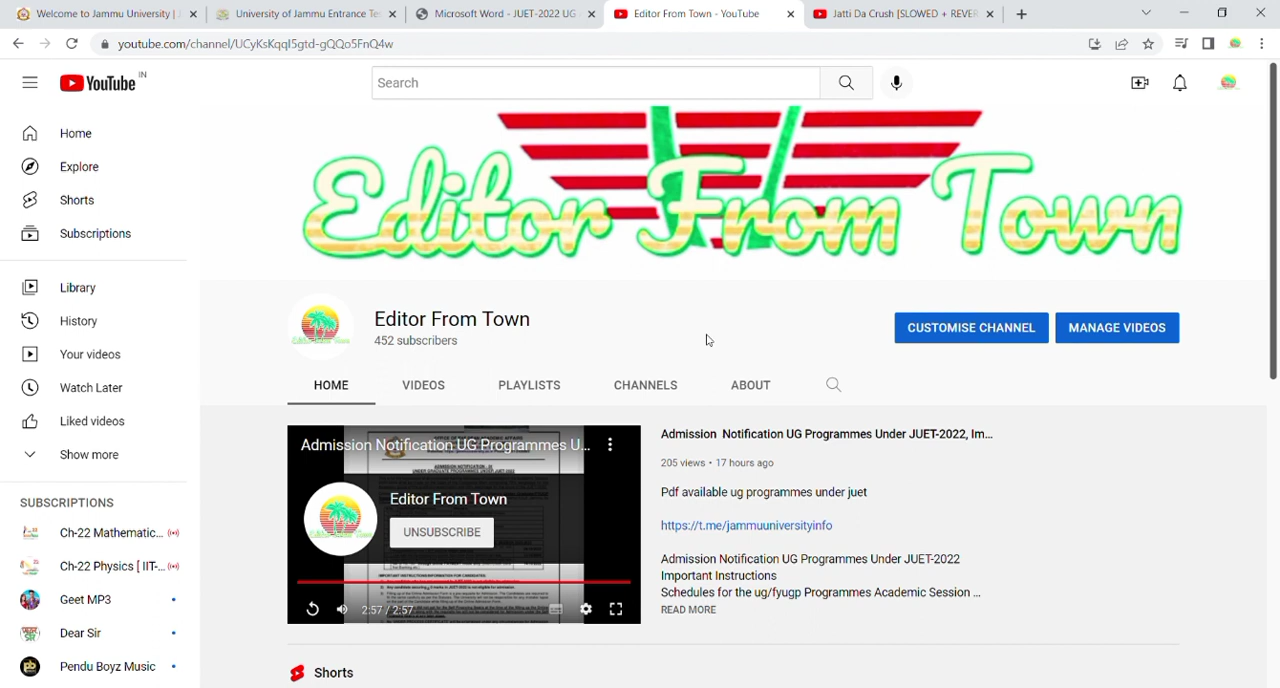 Welcome to Jammu University | J
University of Jammu Entrance Tes
Microsoft Word - JUET-2022 UG
Editor From Town - YouTube
Jatti Da Crush [SLOWED + REVER
youtube.com/channel/UCyKsKqqI5gtd-gQQo5FnQ4w
YouTube IN
Search
Editor From Town
Home
Explore
Shorts
Subscriptions
Library
History
Your videos
Watch Later
Liked videos
Show more
SUBSCRIPTIONS
Ch-22 Mathematic...
Ch-22 Physics [ IIT-...
Geet MP3
Dear Sir
Pendu Boyz Music
Editor From Town
452 subscribers
CUSTOMISE CHANNEL
MANAGE VIDEOS
HOME VIDEOS PLAYLISTS CHANNELS ABOUT
Admission Notification UG Programmes U...
Editor From Town
UNSUBSCRIBE
2:57 / 2:57
Admission Notification UG Programmes Under JUET-2022, Im...
205 views • 17 hours ago
Pdf available ug programmes under juet
https://t.me/jammuuniversityinfo
Admission Notification UG Programmes Under JUET-2022
Important Instructions
Schedules for the ug/fyugp Programmes Academic Session ...
READ MORE
Shorts